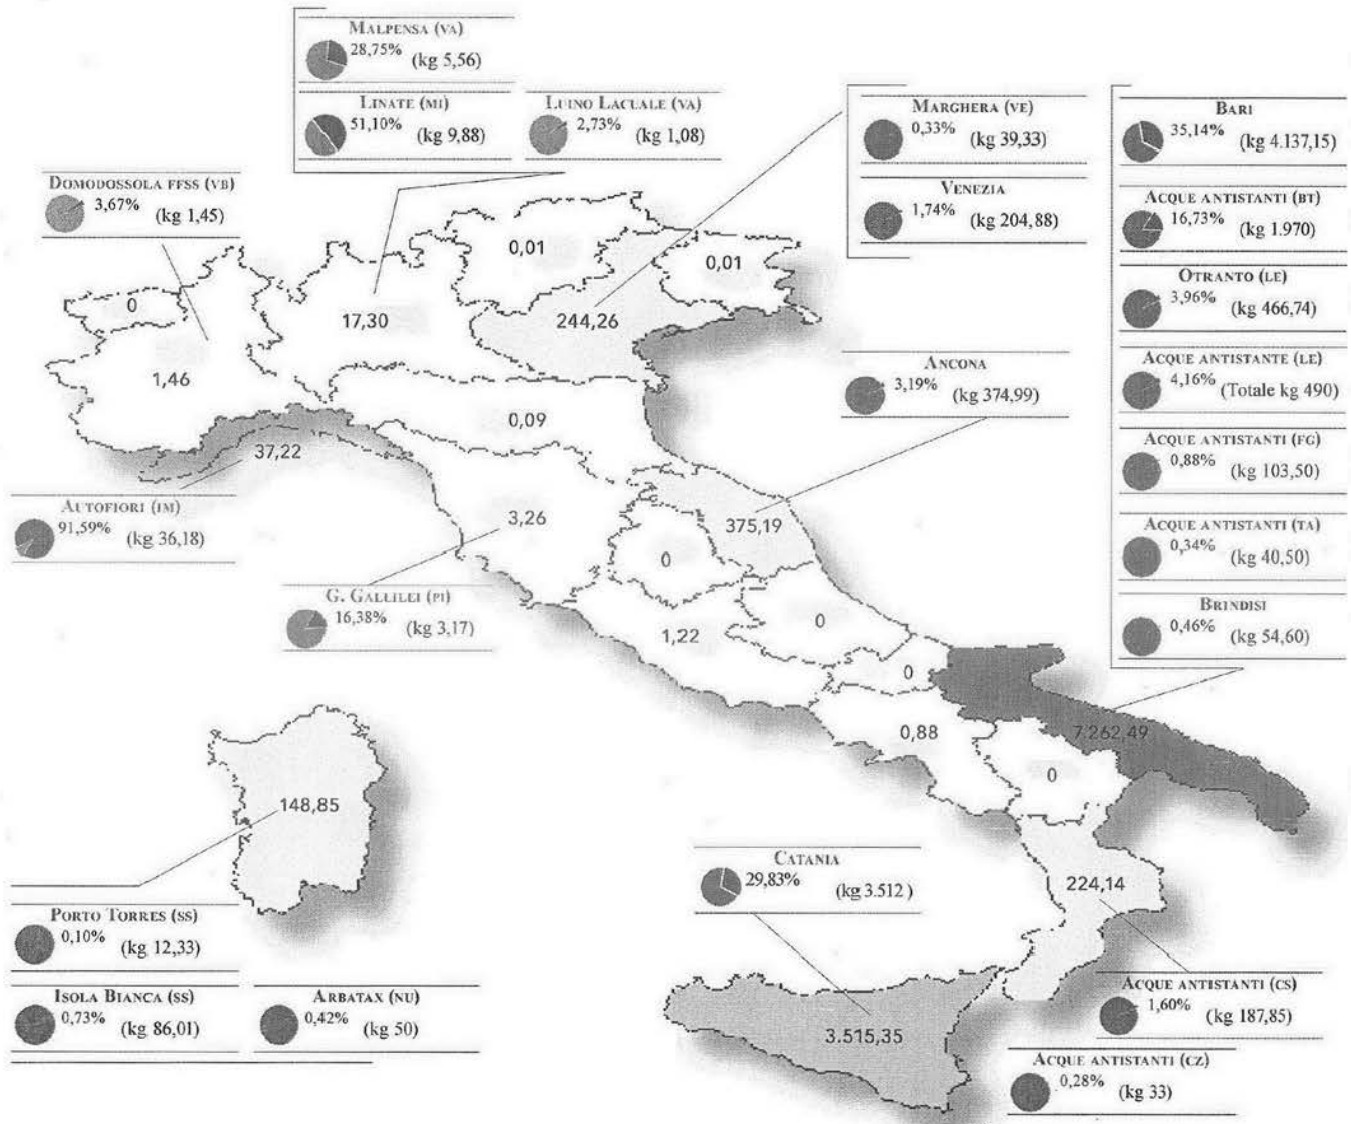 MALPENSA (VA)
28,75% (kg 5,56)
LINATE (MI)
51,10% (kg 9,88)
LUINO LACUALE (VA)
2,73% (kg 1,08)
MARGHERA (VE)
0,33% (kg 39,33)
VENEZIA
1,74% (kg 204,88)
BARI
35,14% (kg 4.137,15)
ACQUE ANTISTANTI (BT)
16,73% (kg 1.970)
OTRANTO (LE)
3,96% (kg 466,74)
ACQUE ANTISTANTE (LE)
4,16% (Totale kg 490)
ACQUE ANTISTANTI (FG)
0,88% (kg 103,50)
ACQUE ANTISTANTI (TA)
0,34% (kg 40,50)
BRINDISI
0,46% (kg 54,60)
DOMODOSSOLA FFSS (VB)
3,67% (kg 1,45)
0,01
0,01
0
17,30
244,26
1,46
ANCONA
3,19% (kg 374,99)
0,09
37,22
AUTOFIORI (IM)
91,59% (kg 36,18)
3,26
375,19
0
G. GALLILEI (PI)
16,38% (kg 3,17)
1,22
0
0
0,88
7.262,49
0
148,85
CATANIA
29,83% (kg 3.512 )
224,14
PORTO TORRES (SS)
0,10% (kg 12,33)
ISOLA BIANCA (SS)
0,73% (kg 86,01)
ARBATAX (NU)
0,42% (kg 50)
3.515,35
ACQUE ANTISTANTI (CS)
1,60% (kg 187,85)
ACQUE ANTISTANTI (CZ)
0,28% (kg 33)